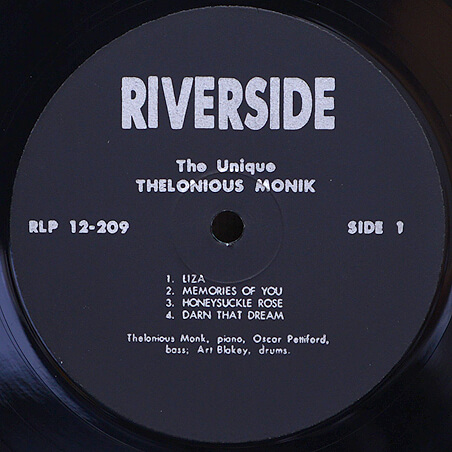 RIVERSIDE
The Unique
THELONIOUS MONIK
RLP 12-209 SIDE 1
1. LIZA
2. MEMORIES OF YOU
3. HONEYSUCKLE ROSE
4. DARN THAT DREAM
Thelonious Monk, piano, Oscar Pettiford,
bass; Art Blakey, drums.